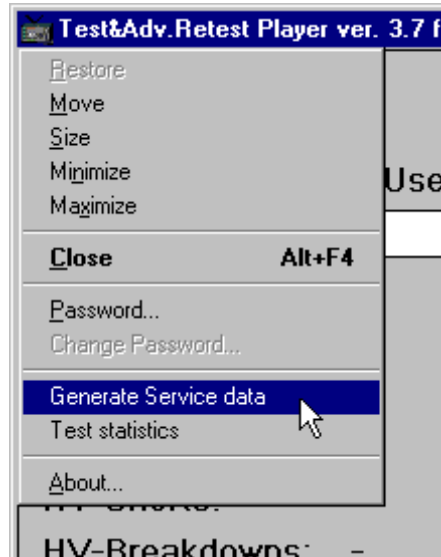 Test&Adv.Retest Player ver. 3.7 f
Restore
Move
Size
Minimize
Use
Maximize
Close Alt+F4
Password...
Change Password...
Generate Service data
Test statistics
About...
HV-Breakdowns: -